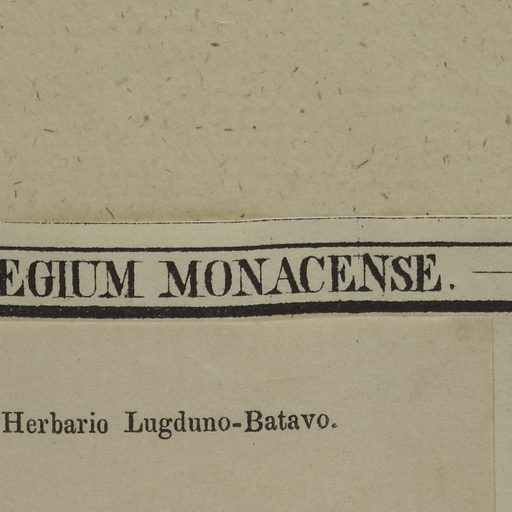 EGIUM MONACENSE.
Herbario Lugduno-Batavo.